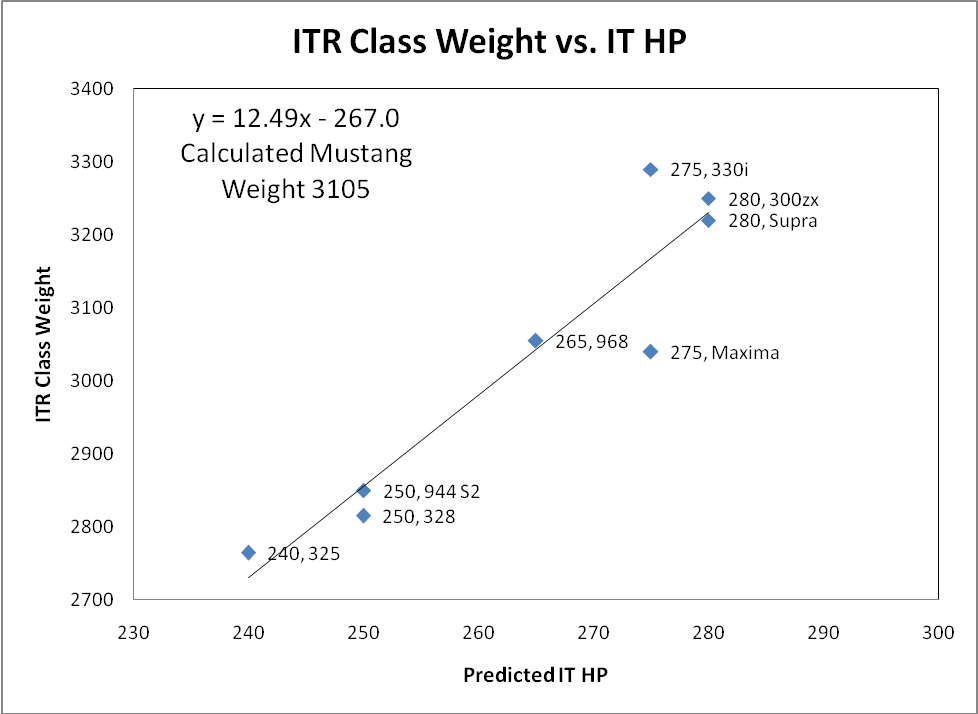 ITR Class Weight vs. IT HP
y = 12.49x - 267.0
Calculated Mustang
Weight 3105
3400
3300
3200
3100
3000
2900
2800
2700
ITR Class Weight
275, 330i
280, 300zx
280, Supra
265, 968
275, Maxima
250, 944 S2
250, 328
240, 325
230 240 250 260 270 280 290 300
Predicted IT HP